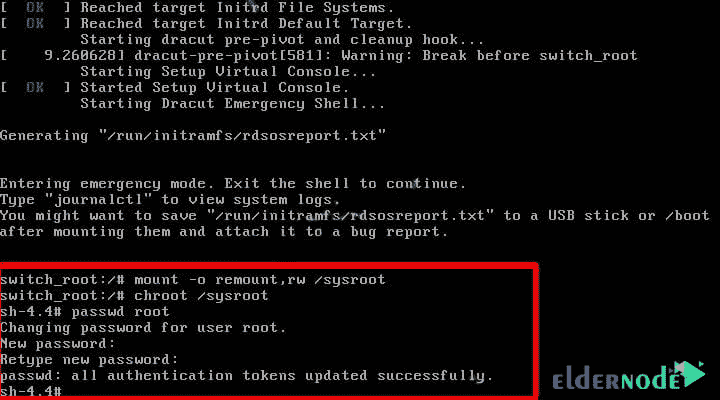 [  OK  ] Reached target Initrd File Systems.
[  OK  ] Reached target Initrd Default Target.
         Starting dracut pre-pivot and cleanup hook...
[    9.260628] dracut-pre-pivot[581]: Warning: Break before switch_root
         Starting Setup Virtual Console...
[  OK  ] Started Setup Virtual Console.
         Starting Dracut Emergency Shell...
Generating "/run/initramfs/rdsosreport.txt"
Entering emergency mode. Exit the shell to continue.
Type "journalctl" to view system logs.
You might want to save "/run/initramfs/rdsosreport.txt" to a USB stick or /boot
after mounting them and attach it to a bug report.
switch_root:/# mount -o remount,rw /sysroot
switch_root:/# chroot /sysroot
sh-4.4# passwd root
Changing password for user root.
New password:
Retype new password:
passwd: all authentication tokens updated successfully.
sh-4.4#
elderNode